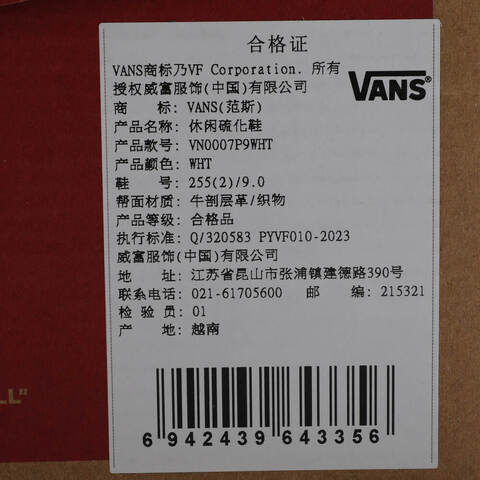 合格证
VANS商标乃VF Corporation. 所有
授权威富服饰(中国)有限公司
VANS®
商 标: VANS(范斯)
产品名称: 休闲硫化鞋
产品款号: VN0007P9WHT
产品颜色: WHT
鞋 号: 255(2)/9.0
帮面材质: 牛剖层革/织物
产品等级: 合格品
执行标准: Q/320583 PYVF010-2023
威富服饰(中国)有限公司
地 址: 江苏省昆山市张浦镇建德路390号
联系电话: 021-61705600 邮 编: 215321
检 验 员: 01
产 地: 越南
6 942439 643356
LL"